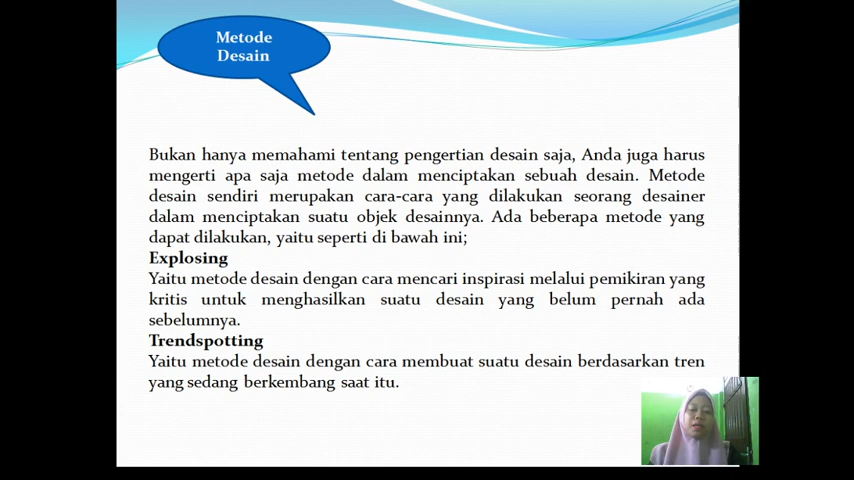 Metode
Desain
Bukan hanya memahami tentang pengertian desain saja, Anda juga harus
mengerti apa saja metode dalam menciptakan sebuah desain. Metode
desain sendiri merupakan cara-cara yang dilakukan seorang desainer
dalam menciptakan suatu objek desainnya. Ada beberapa metode yang
dapat dilakukan, yaitu seperti di bawah ini;
Explosing
Yaitu metode desain dengan cara mencari inspirasi melalui pemikiran yang
kritis untuk menghasilkan suatu desain yang belum pernah ada
sebelumnya.
Trendspotting
Yaitu metode desain dengan cara membuat suatu desain berdasarkan tren
yang sedang berkembang saat itu.